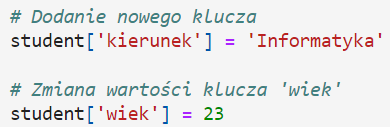 # Dodanie nowego klucza
student['kierunek'] = 'Informatyka'
# Zmiana wartości klucza 'wiek'
student['wiek'] = 23